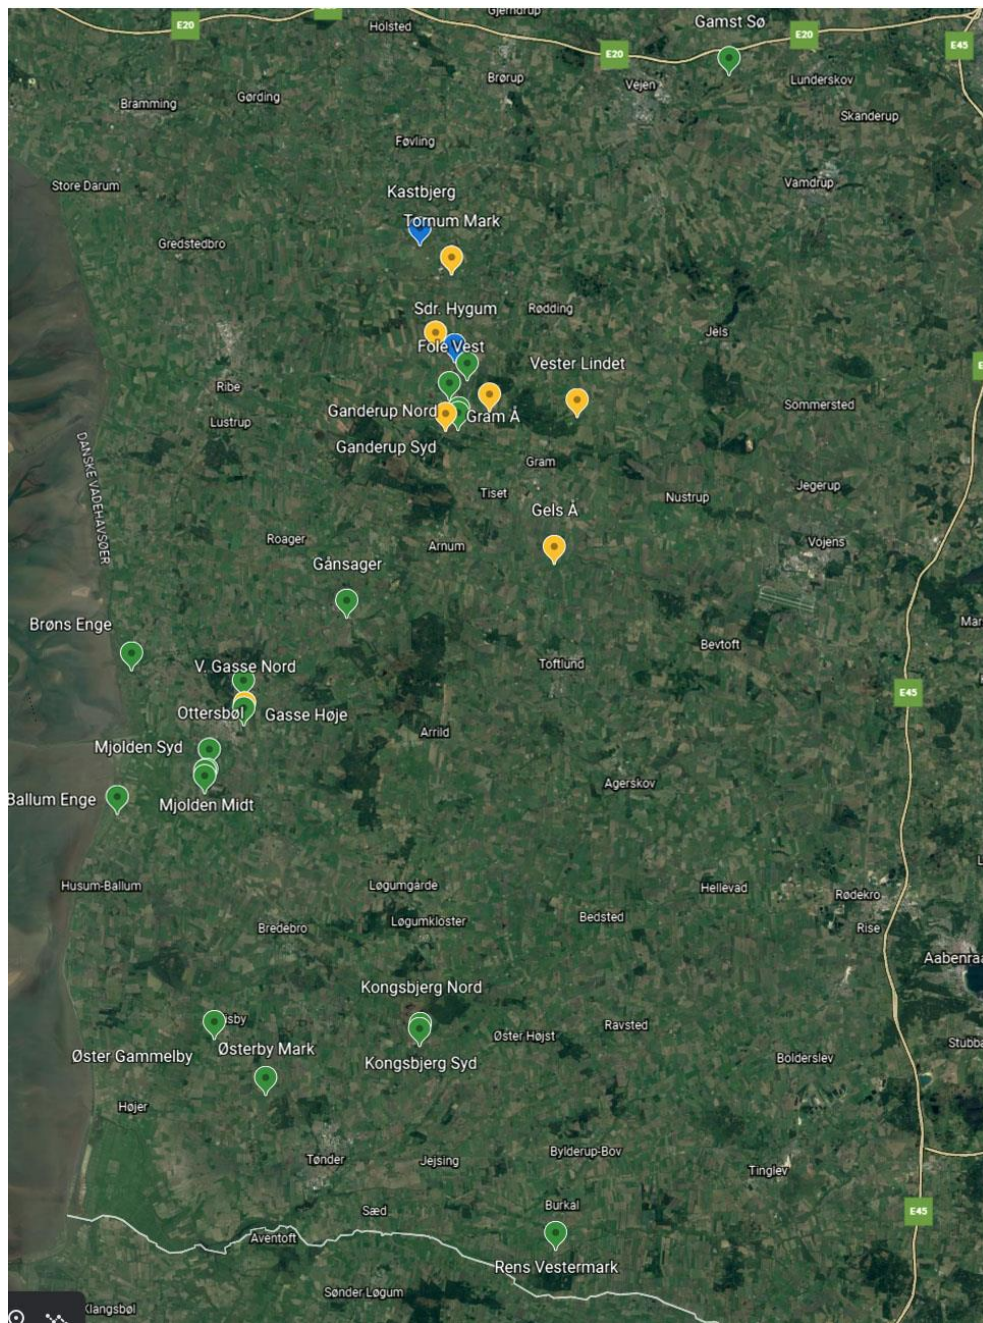 Gjerndrup
Gamst Sø
E20
Holsted
E20
E20
E45
Brørup
Vejen
Lunderskov
Bramming
Gørding
Skanderup
Føvling
Store Darum
Vamdrup
Kastbjerg
Tornum Mark
Gredstedbro
Sdr. Hygum
Rødding
Jels
Fole Vest
Vester Lindet
Ribe
Lustrup
Ganderup Nord
Gram Å
Sommersted
Ganderup Syd
Gram
Tiset
Nustrup
Jegerup
DANSKE VADEHAVSØER
Gels Å
Roager
Arnum
Vojens
Gånsager
Brøns Enge
Bevtoft
V. Gasse Nord
Toftlund
E45
Ottersbøl
Gasse Høje
Mjolden Syd
Arrild
Agerskov
Ballum Enge
Mjolden Midt
Husum-Ballum
Løgumgårde
Hellevad
Rødekro
Løgumkloster
Bedsted
Bredebro
Rise
Aabenraa
Kongsbjerg Nord
isby
Ravsted
Øster Højst
Stubba
Østerby Mark
Øster Gammelby
Kongsbjerg Syd
Bolderslev
Højer
Tønder
Jejsing
Bylderup-Bov
Tinglev
Sæd
Burkal
E45
Aventoft
Rens Vestermark
Sønder Løgum
Klangsbøl